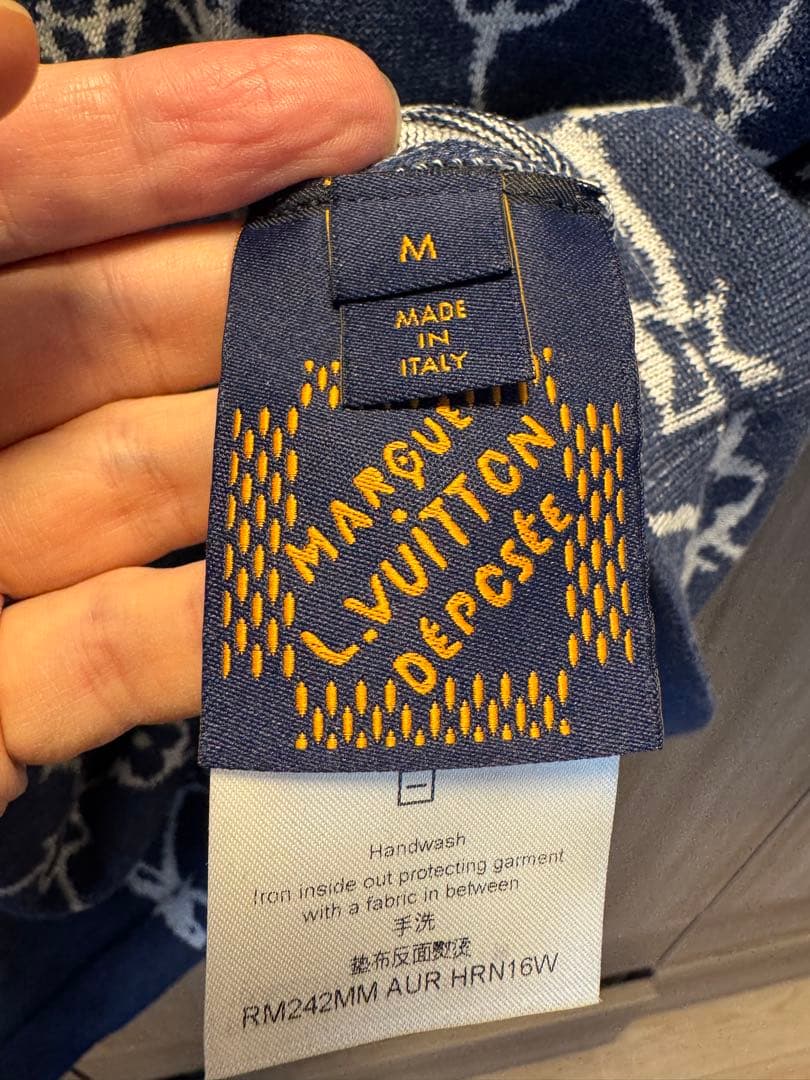 M
MADE
IN
ITALY
MARQUE
L.VUITTON
DÉPOSÉE
Handwash
Iron inside out protecting garment
with a fabric in between
手洗
垫布反面熨烫
RM242MM AUR HRN16W